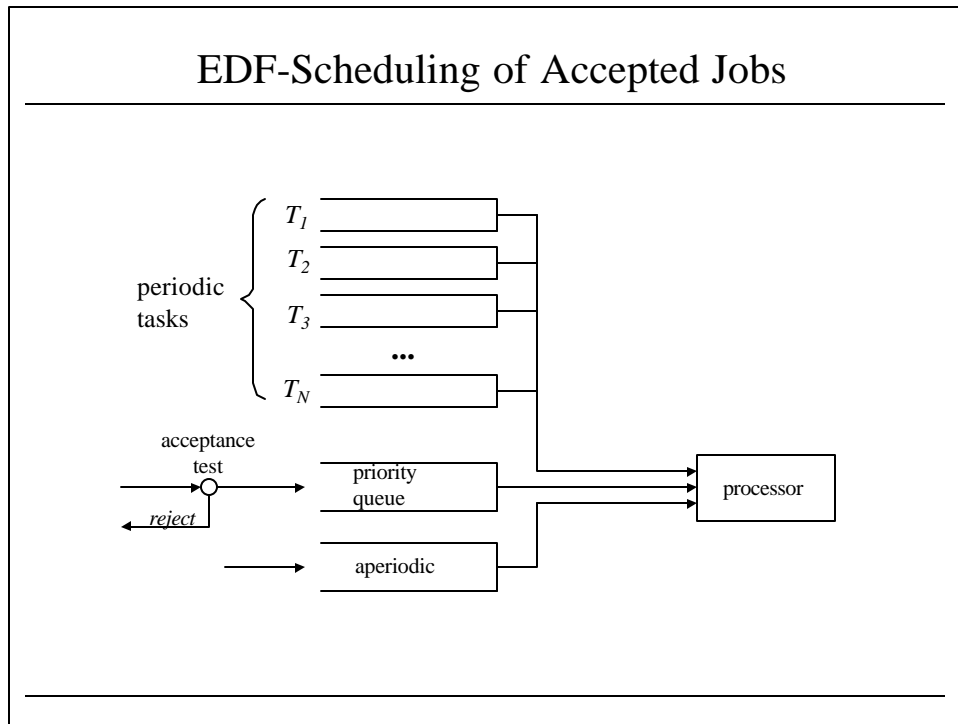 EDF-Scheduling of Accepted Jobs
T1
T2
periodic
tasks
T3
...
TN
acceptance
test
priority
queue
processor
reject
aperiodic